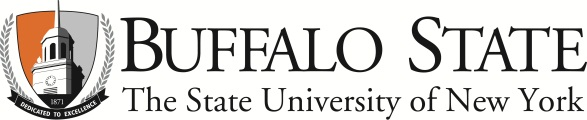 BUFFALO STATE
The State University of New York
1871
DEDICATED TO EXCELLENCE